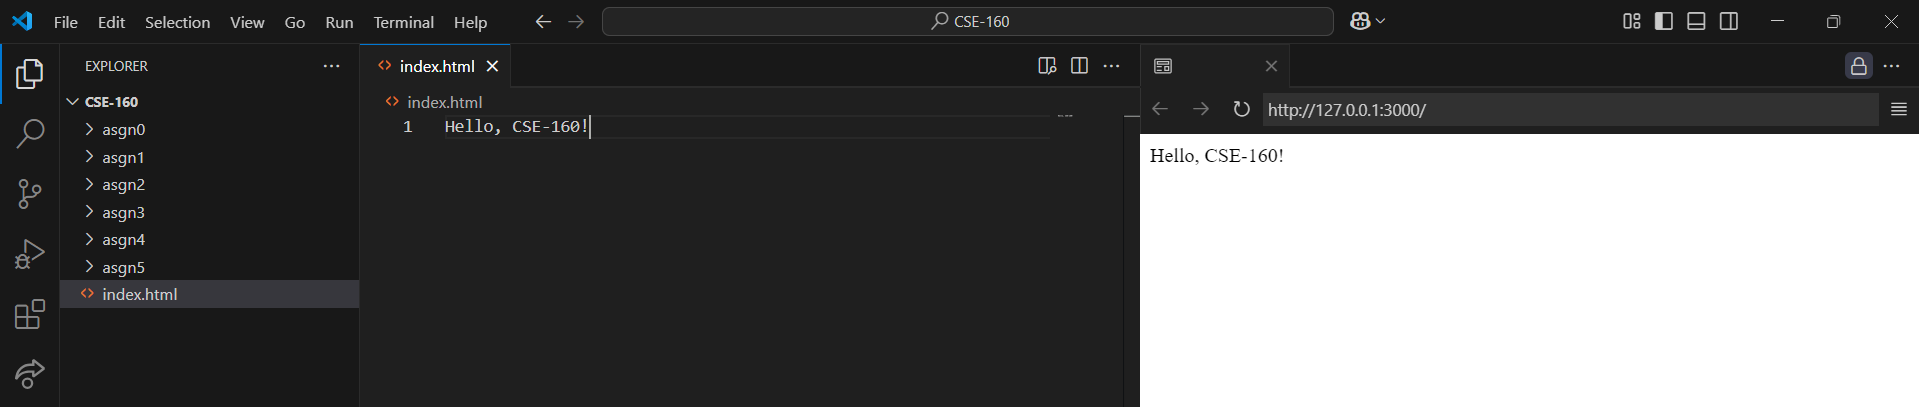 File Edit Selection View Go Run Terminal Help
CSE-160
EXPLORER
CSE-160
asgn0
asgn1
asgn2
asgn3
asgn4
asgn5
index.html
index.html
index.html
1 Hello, CSE-160!
http://127.0.0.1:3000/
Hello, CSE-160!